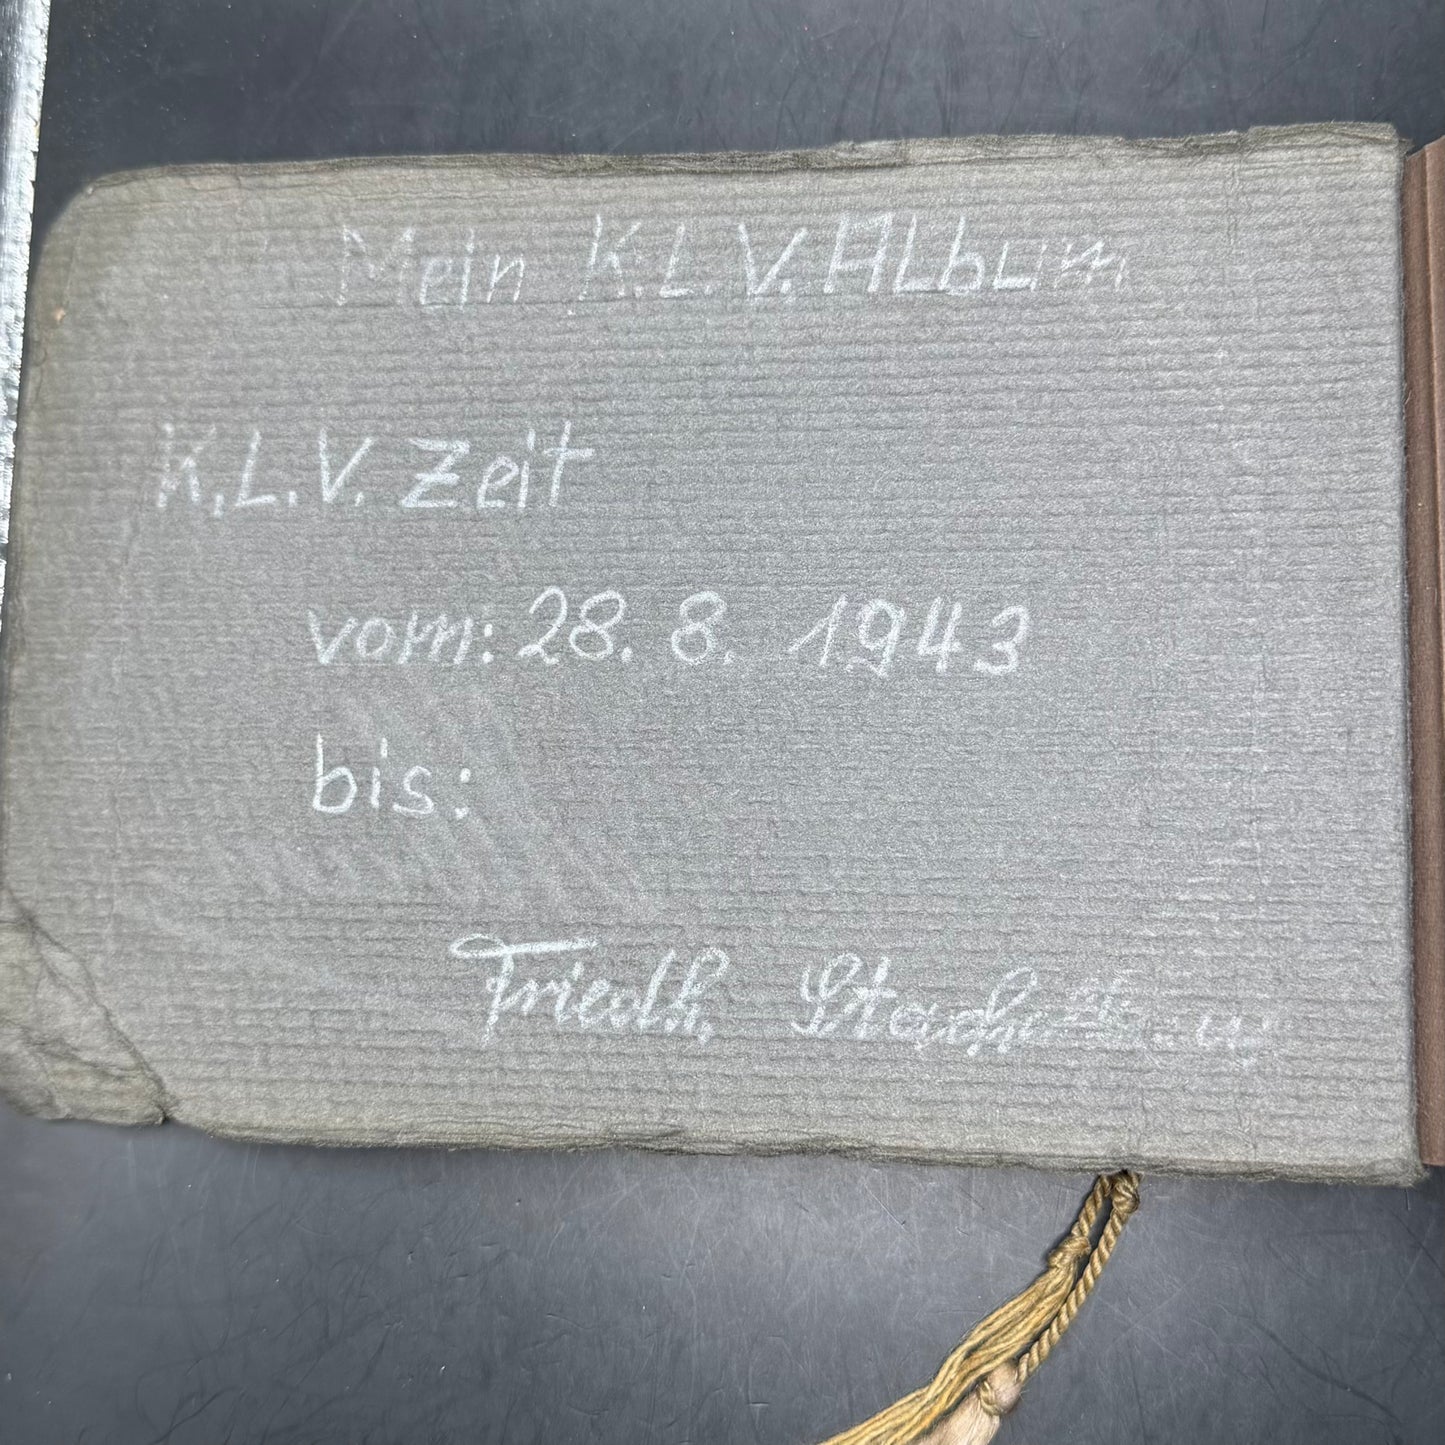 Mein K.L.V. Album
K.L.V. Zeit
vom: 28. 8. 1943
bis: